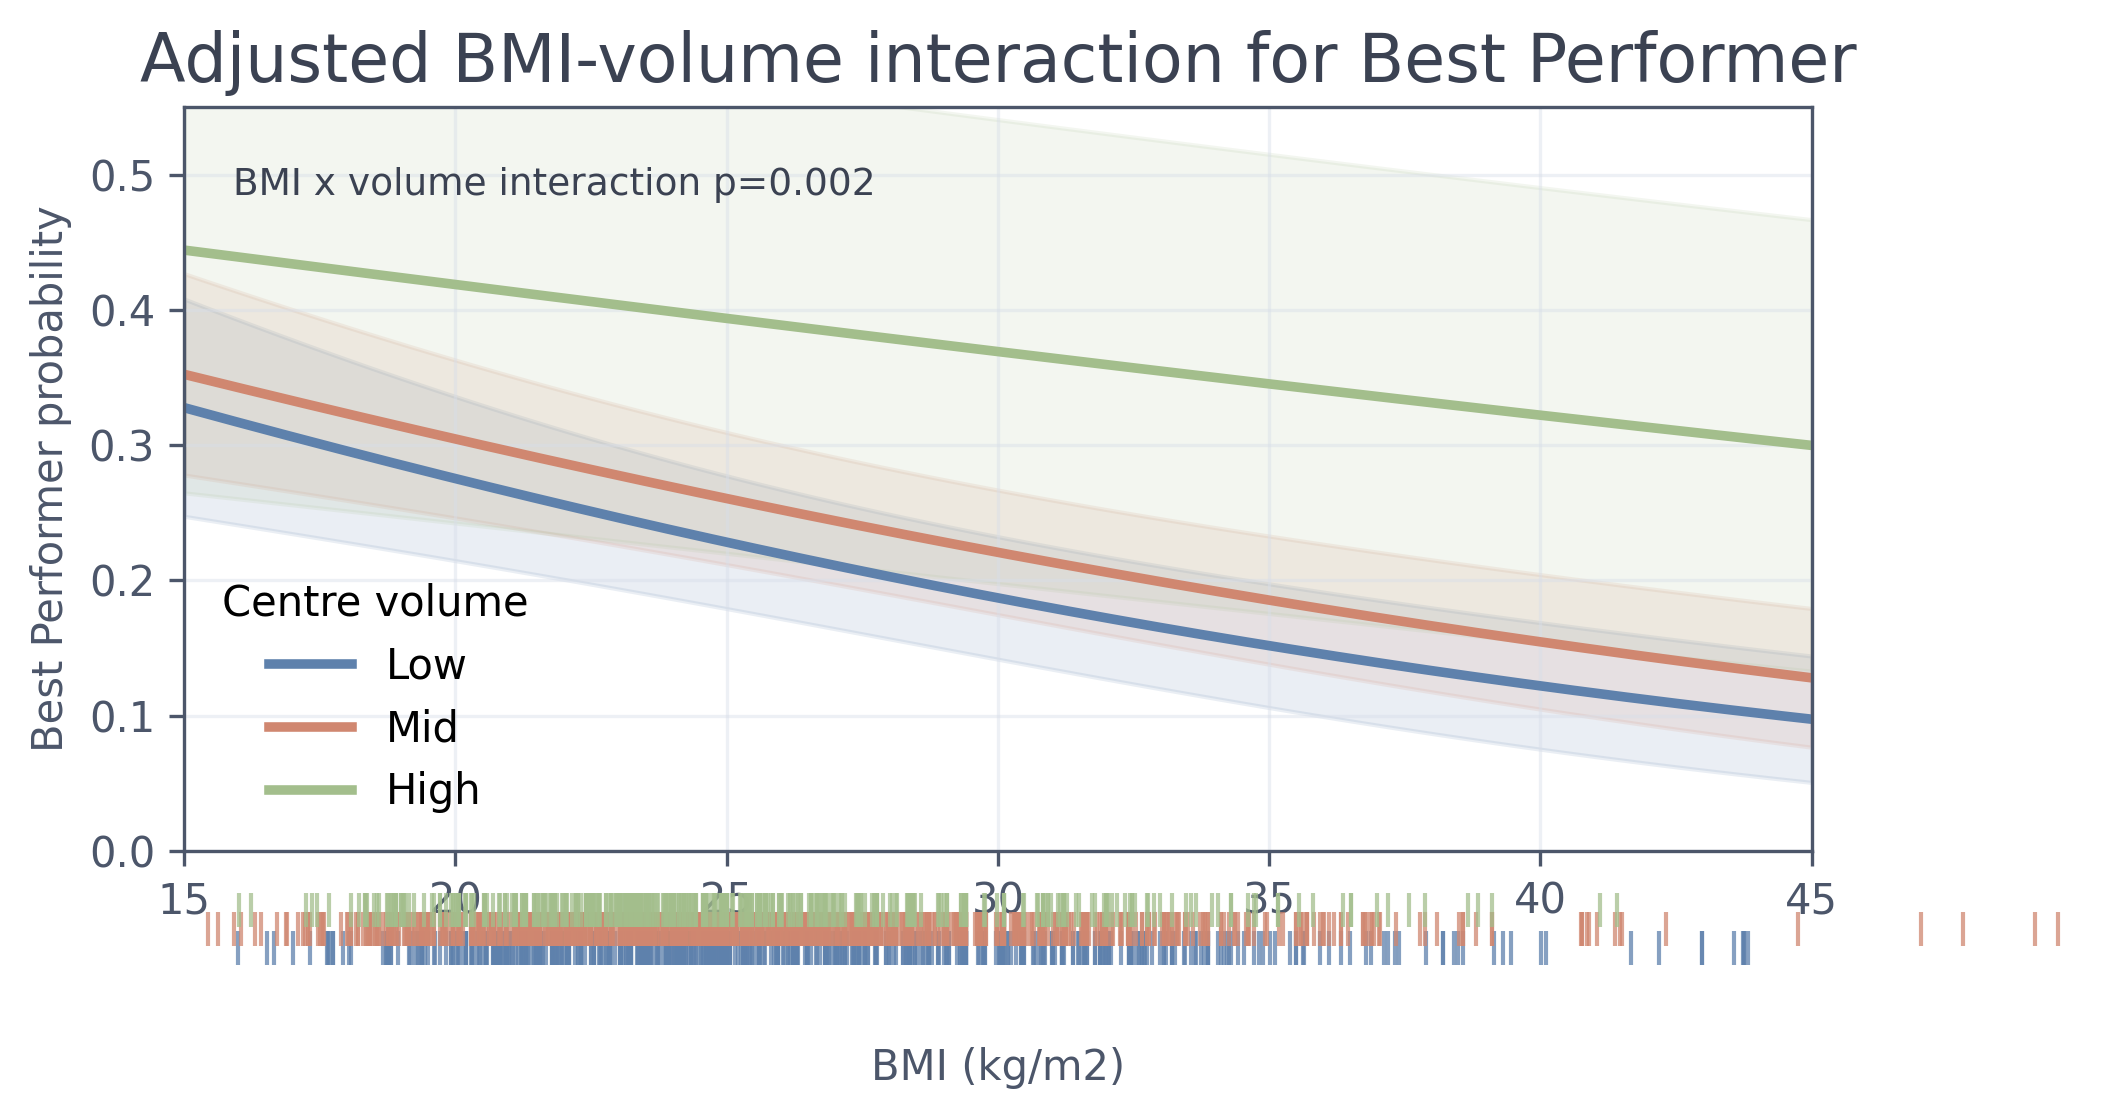 Adjusted BMI-volume interaction for Best Performer
Best Performer probability
0.5
0.4
0.3
0.2
0.1
0.0
BMI x volume interaction p=0.002
Centre volume
Low
Mid
High
15 20 25 30 35 40 45
BMI (kg/m2)